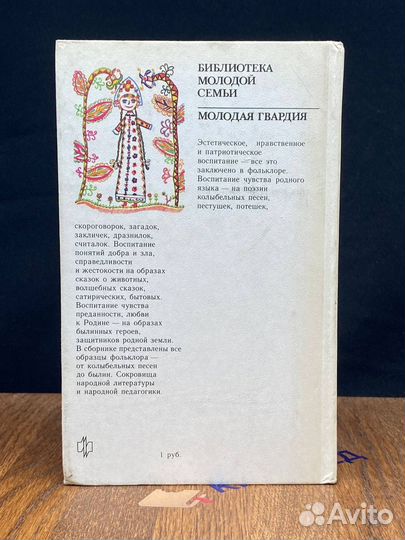 БИБЛИОТЕКА
МОЛОДОЙ
СЕМЬИ
МОЛОДАЯ ГВАРДИЯ
Эстетическое, нравственное
и патриотическое
воспитание — все это
заключено в фольклоре.
Воспитание чувства родного
языка — на поэзии
колыбельных песен,
пестушек, потешек,
скороговорок, загадок,
закличек, дразнилок,
считалок. Воспитание
понятий добра и зла,
справедливости
и жестокости на образах
сказок о животных,
волшебных сказок,
сатирических, бытовых.
Воспитание чувства
преданности, любви
к Родине — на образах
былинных героев,
защитников родной земли.
В сборнике представлены все
образцы фольклора —
от колыбельных песен
до былин. Сокровища
народной литературы
и народной педагогики.
1 руб.
Avito